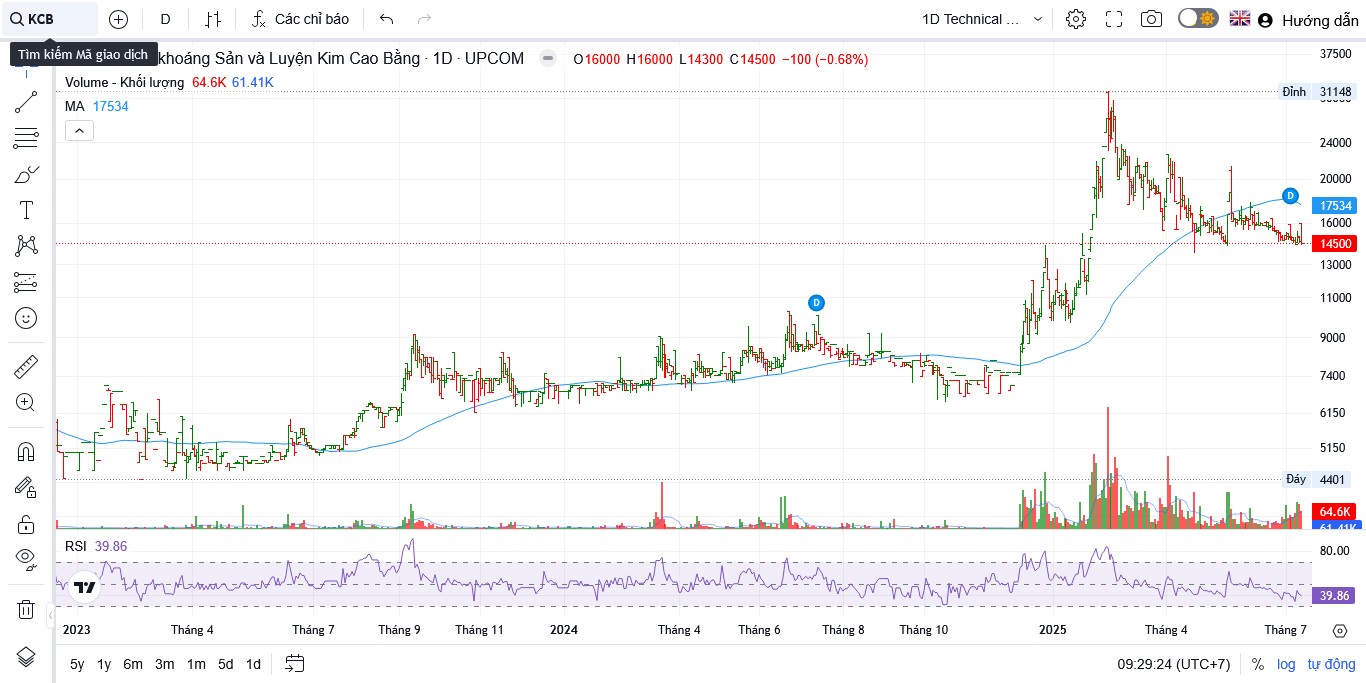 KCB
D
Các chỉ báo
1D Technical ...
Hướng dẫn
Tìm kiếm Mã giao dịch
khoáng Sản và Luyện Kim Cao Bằng · 1D · UPCOM
O16000 H16000 L14300 C14500 −100 (−0.68%)
Volume - Khối lượng 64.6K 61.41K
MA 17534
37500
Đỉnh 31148
30000
24000
20000
D
17534
16000
14500
13000
11000
D
9000
7400
6150
5150
Đáy 4401
64.6K
61.41K
RSI 39.86
80.00
39.86
2023 Tháng 4 Tháng 7 Tháng 9 Tháng 11 2024 Tháng 4 Tháng 6 Tháng 8 Tháng 10 2025 Tháng 4 Tháng 7
5y 1y 6m 3m 1m 5d 1d
09:29:24 (UTC+7) % log tự động